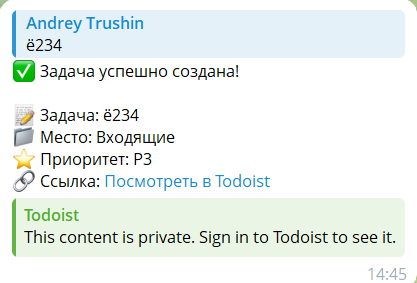 Andrey Trushin
ё234
✅ Задача успешно создана!
📝 Задача: ё234
📁 Место: Входящие
⭐ Приоритет: P3
🔗 Ссылка: Посмотреть в Todoist
Todoist
This content is private. Sign in to Todoist to see it.
14:45